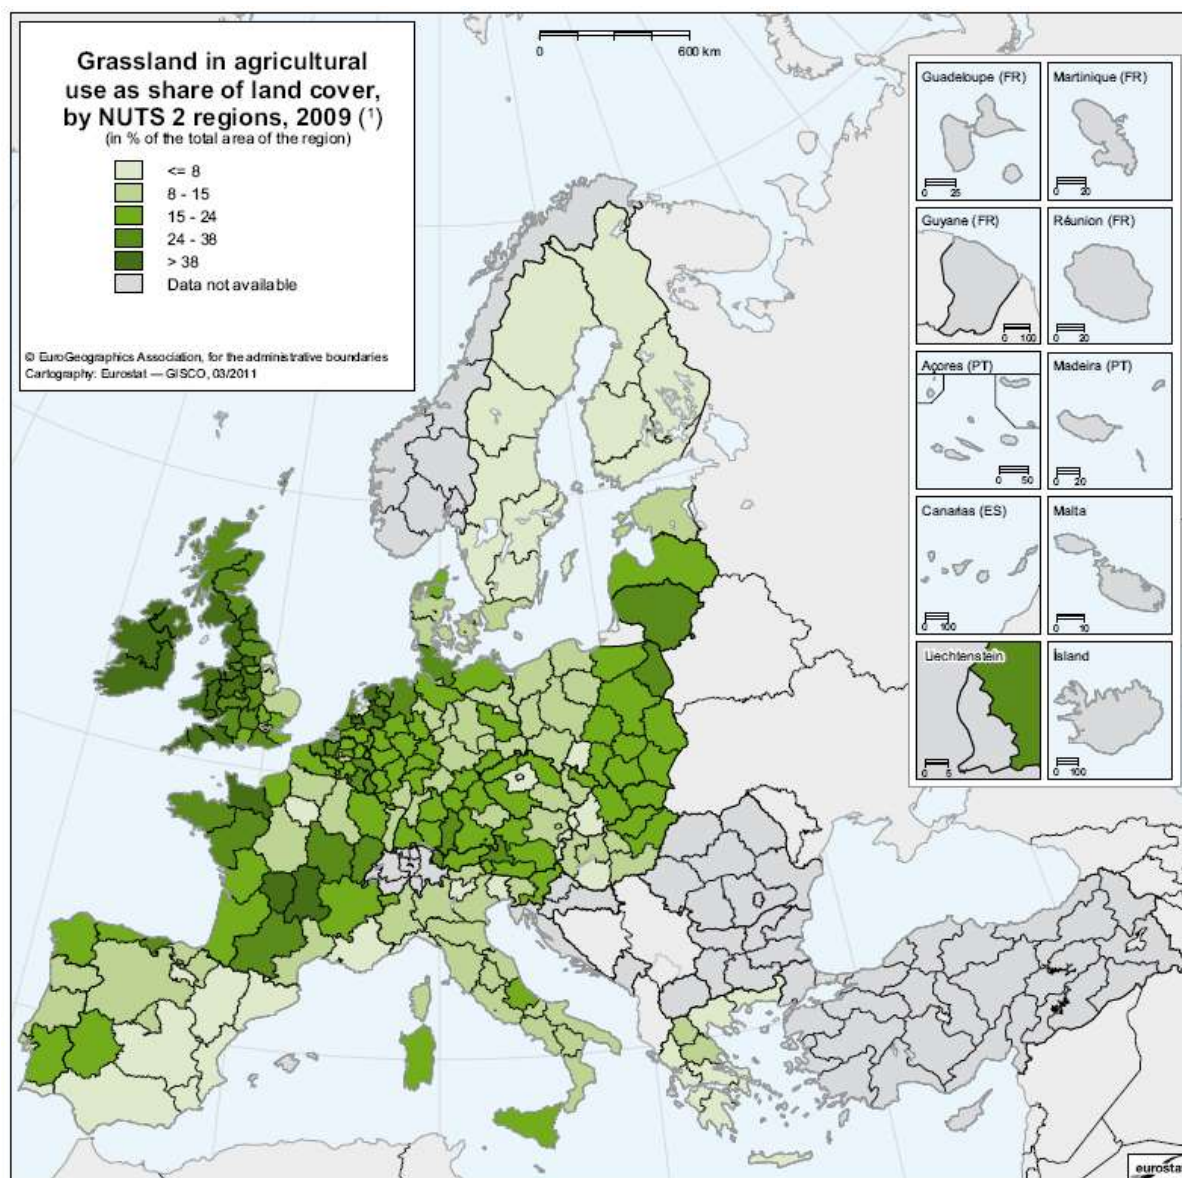 Grassland in agricultural
use as share of land cover,
by NUTS 2 regions, 2009 (¹)
(in % of the total area of the region)
<= 8
8 - 15
15 - 24
24 - 38
> 38
Data not available
© EuroGeographics Association, for the administrative boundaries
Cartography: Eurostat — GISCO, 03/2011
0 600 km
Guadeloupe (FR)
0 25
Martinique (FR)
0 20
Guyane (FR)
0 100
Réunion (FR)
0 20
Açores (PT)
0 50
Madeira (PT)
0 20
Canarias (ES)
0 100
Malta
0 10
Liechtenstein
0 5
Ísland
0 100
eurosta